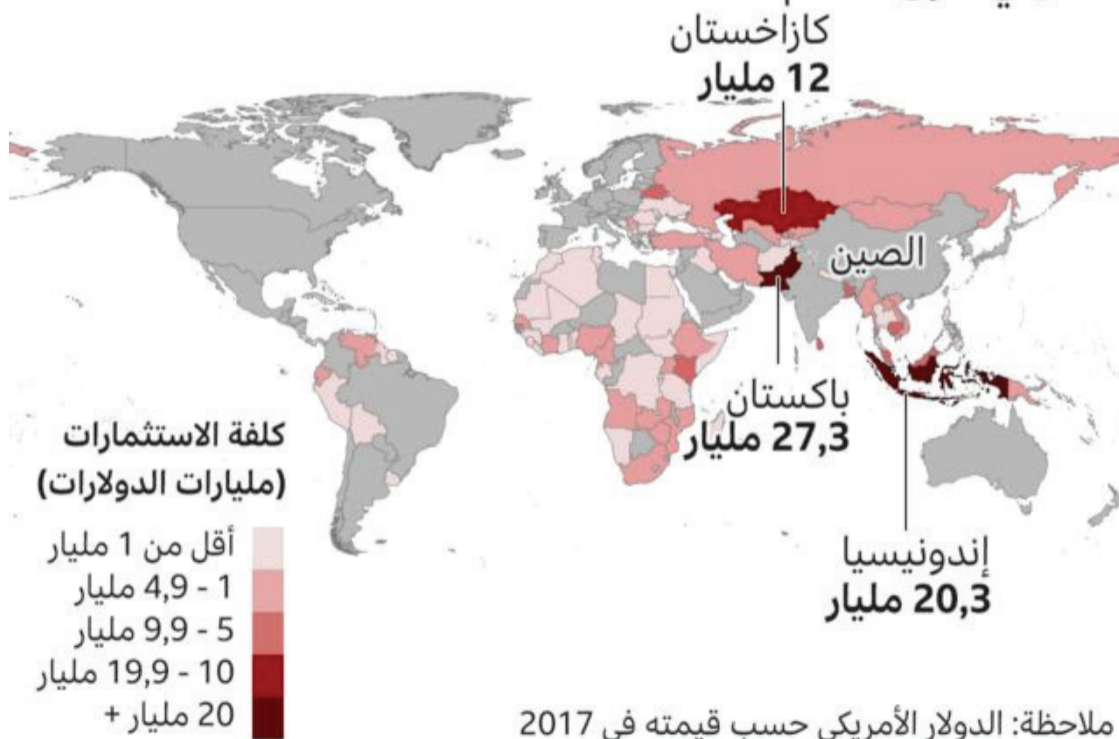 كازاخستان
12 مليار
الصين
باكستان
27,3 مليار
إندونيسيا
20,3 مليار
كلفة الاستثمارات
(مليارات الدولارات)
أقل من 1 مليار
1 - 4,9 مليار
5 - 9,9 مليار
10 - 19,9 مليار
20 مليار +
ملاحظة: الدولار الأمريكي حسب قيمته في 2017